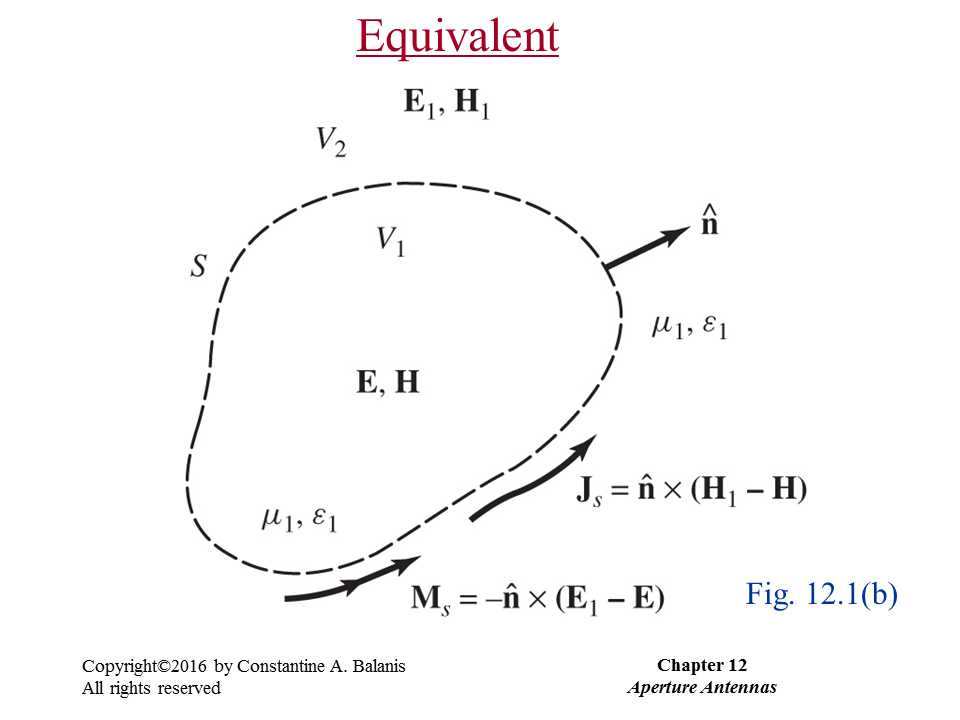 Equivalent
E₁, H₁
V₂
V₁
n̂
S
μ₁, ε₁
E, H
Jₛ = n̂ × (H₁ – H)
μ₁, ε₁
Mₛ = –n̂ × (E₁ – E)
Fig. 12.1(b)
Copyright©2016 by Constantine A. Balanis
All rights reserved
Chapter 12
Aperture Antennas